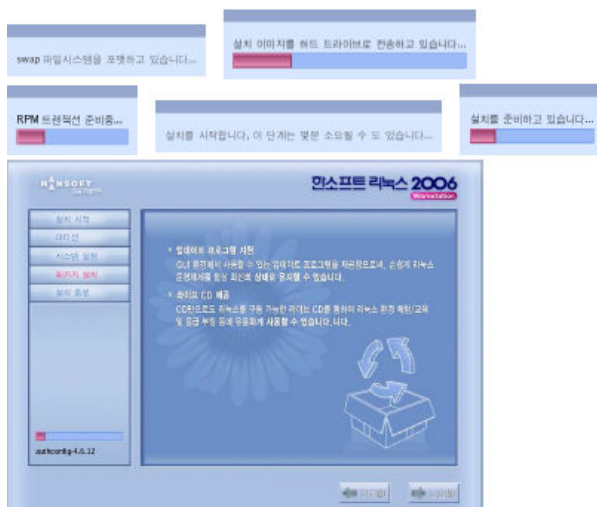 swap 파일시스템을 포맷하고 있습니다...
설치 이미지를 하드 드라이브로 전송하고 있습니다...
RPM 트랜잭션 준비중...
설치를 시작합니다, 이 단계는 몇분 소요될 수 도 있습니다...
설치를 준비하고 있습니다...
HANSOFT
한소프트 리눅스 2006
Workstation
설치 시작
파티션
시스템 설정
패키지 설치
설치 종료
• 업데이트 프로그램 지원
GUI 환경에서 사용할 수 있는 업데이트 프로그램을 제공함으로써, 손쉽게 리눅스
운영체제를 항상 최신의 상태로 유지할 수 있습니다.
• 라이브 CD 제공
CD만으로도 리눅스를 구동 가능한 라이브 CD를 통하여 리눅스 환경 체험/교육
및 응급 부팅 등에 유용하게 사용할 수 있습니다.니다.
authconfig-4.6.12